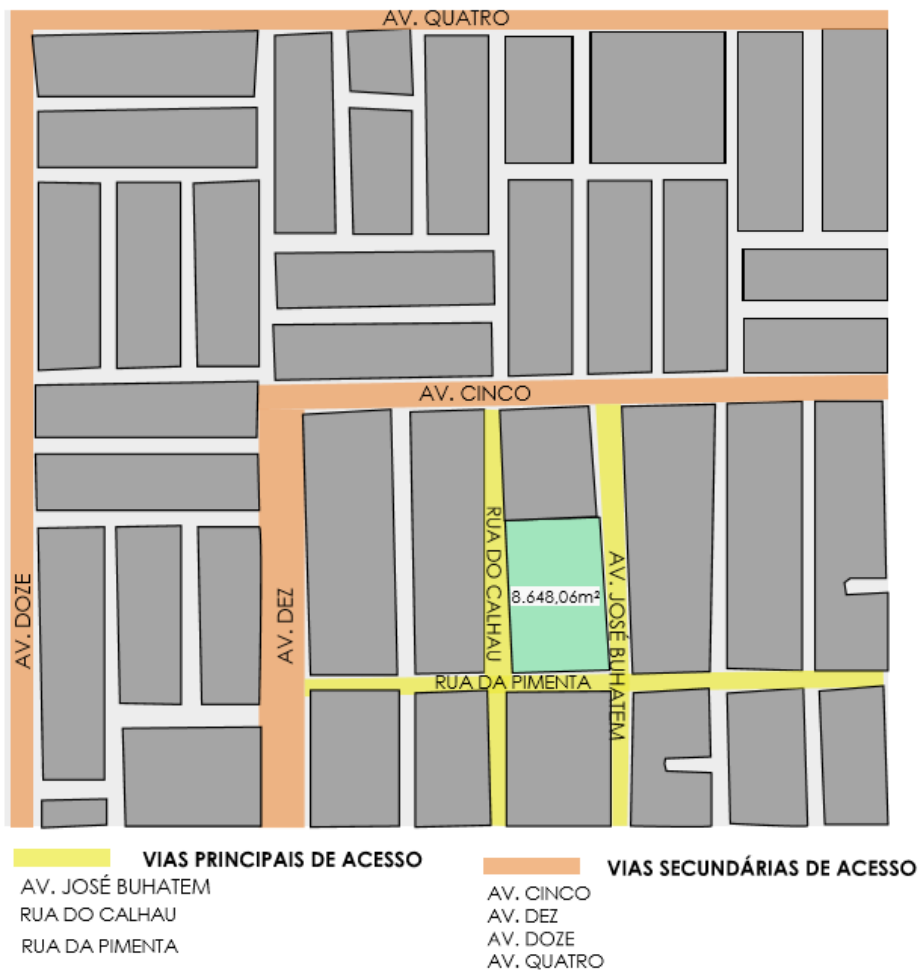 AV. QUATRO
AV. CINCO
RUA DO CALHAU
AV. JOSÉ BUHATEM
8.648,06m²
AV. DOZE
AV. DEZ
RUA DA PIMENTA
VIAS PRINCIPAIS DE ACESSO
AV. JOSÉ BUHATEM
RUA DO CALHAU
RUA DA PIMENTA
VIAS SECUNDÁRIAS DE ACESSO
AV. CINCO
AV. DEZ
AV. DOZE
AV. QUATRO